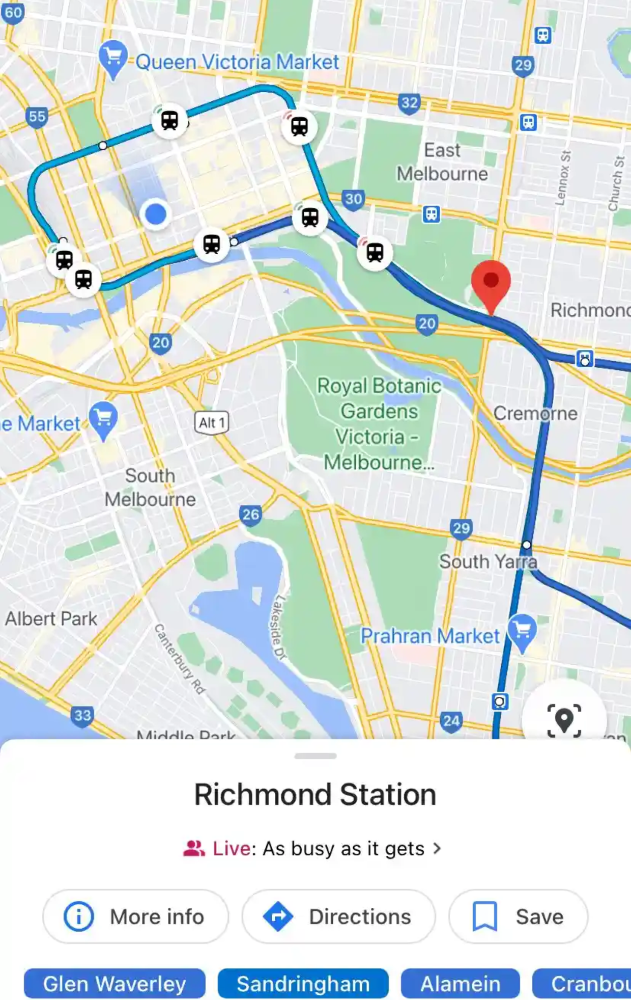 60
Queen Victoria Market
29
32
55
East
Melbourne
Lennox St
Church St
30
Richmond
20
20
Royal Botanic
Gardens
Victoria -
Melbourne...
Cremorne
e Market
Alt 1
South
Melbourne
26
29
South Yarra
Albert Park
Lakeside Dr
Canterbury Rd
Prahran Market
33
24
Middle Park
an
Richmond Station
Live: As busy as it gets
More info
Directions
Save
Glen Waverley
Sandringham
Alamein
Cranbou